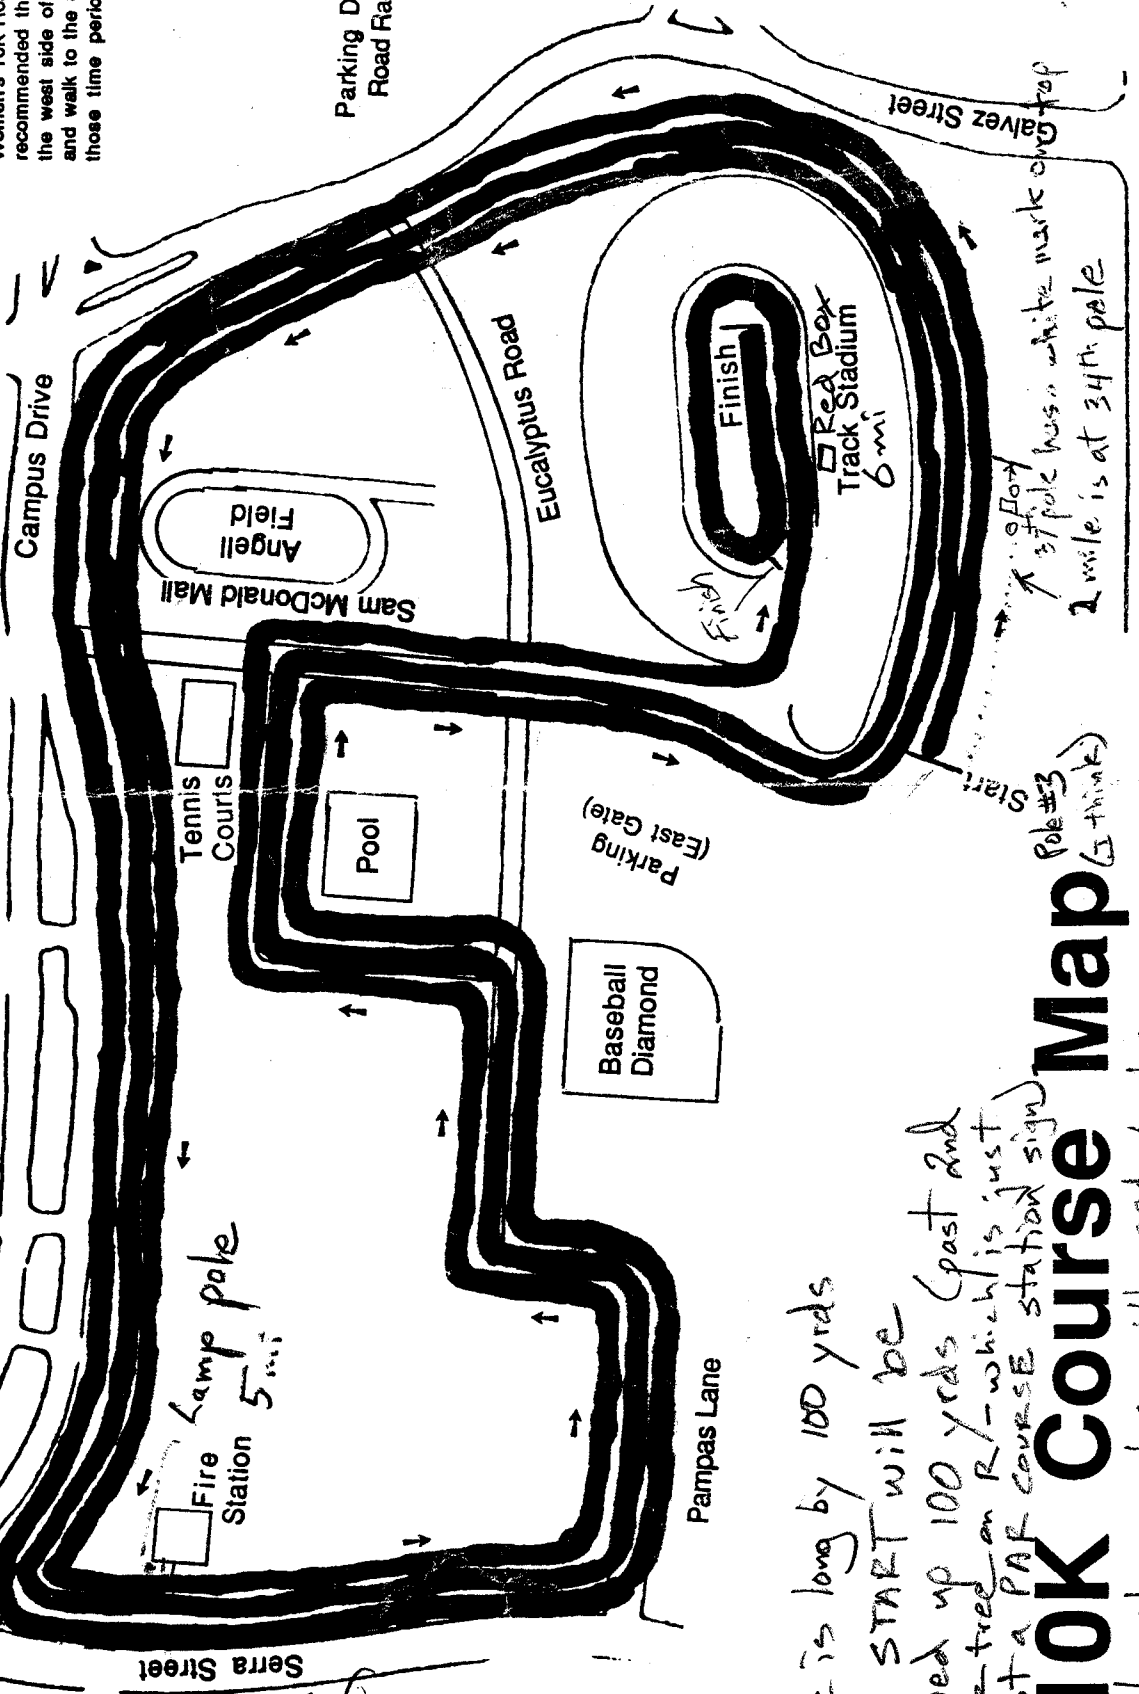 recommended th
the west side of
and walk to the
those time perio
Parking D
Road Ra
Campus Drive
Galvez Street
Eucalyptus Road
Angell
Field
Sam McDonald Mall
Finish
Red Box
Track Stadium
6 mi
Finish
Tennis
Courts
Pool
Parking
(East Gate)
Start
Pole #3
(I think)
37th pole has white mark on top
2 mile is at 34th pole
Baseball
Diamond
Lamp pole
5 mi
Fire
Station
Pampas Lane
Serra Street
is long by 100 yrds
START will be
ed up 100 yrds (past 2nd
tree on R/- which is just
t a PAR COURSE station sign)
10K Course Map